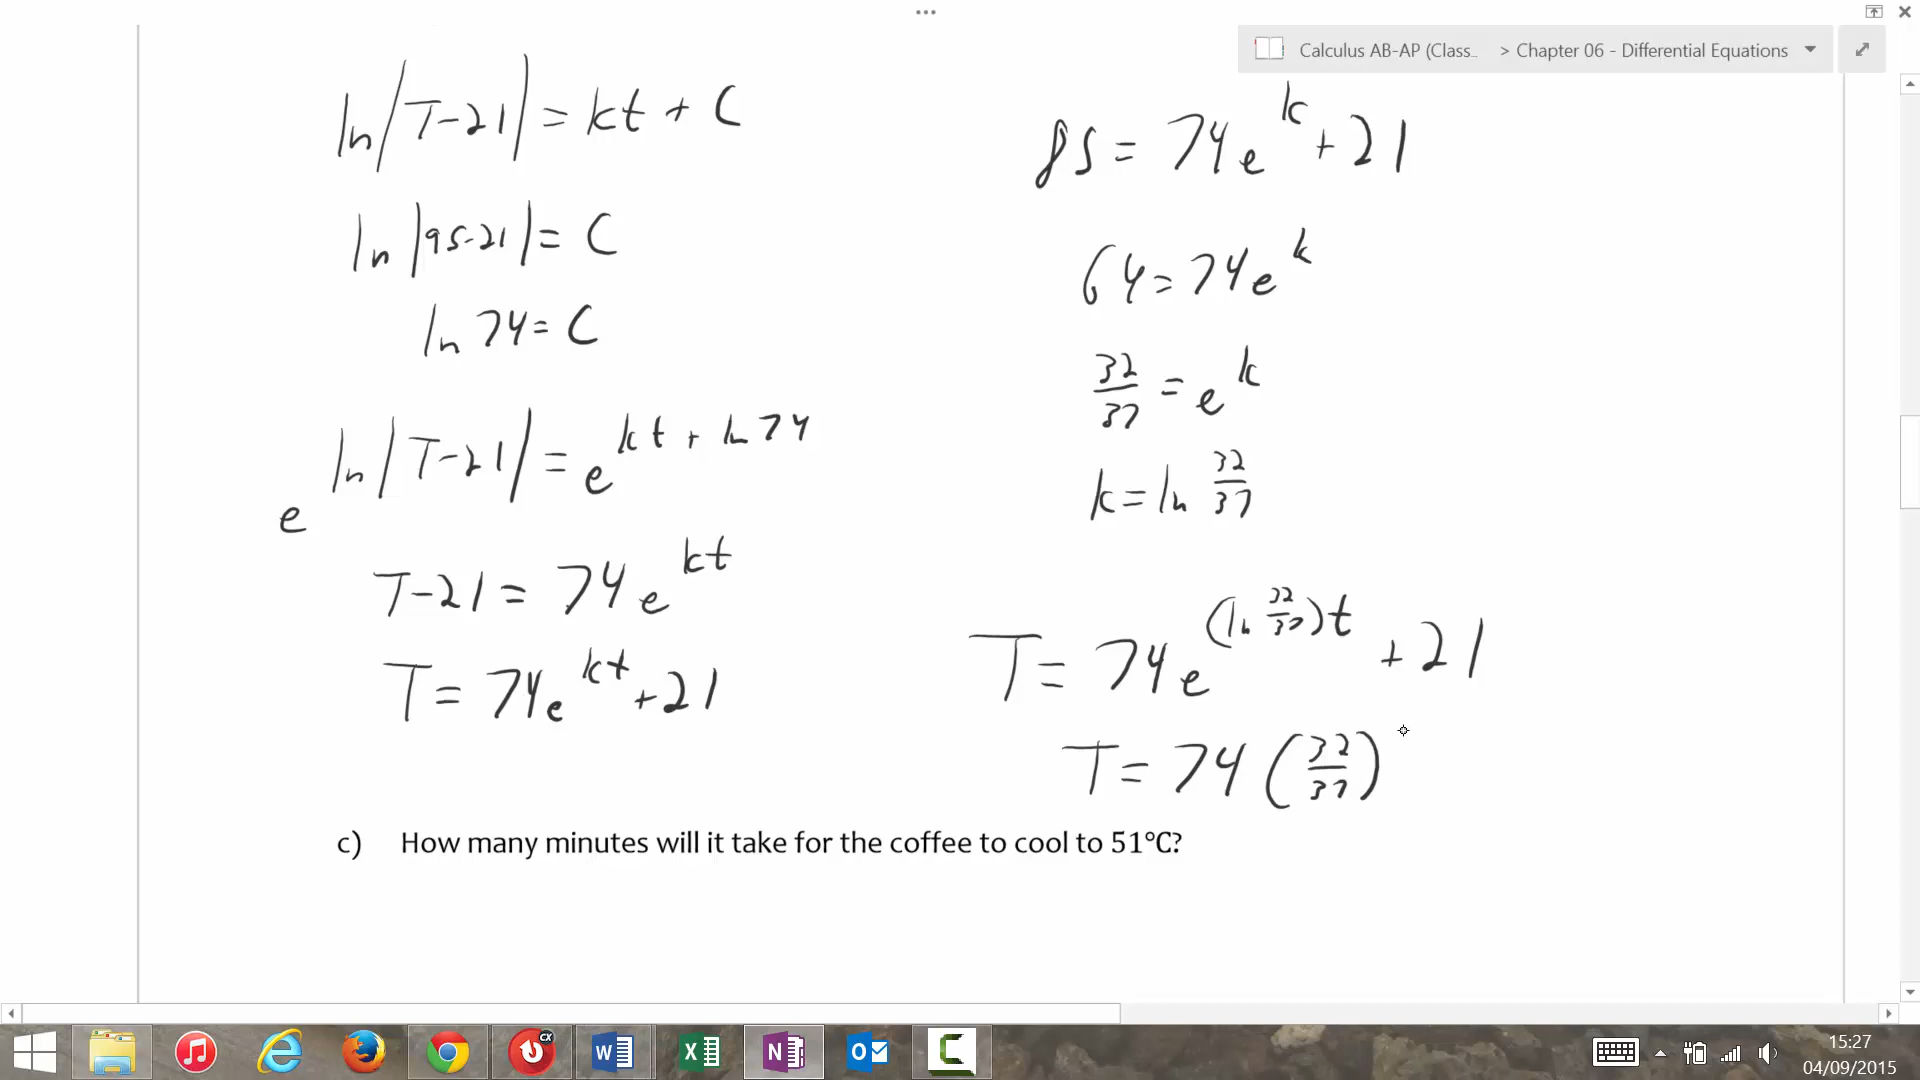 Calculus AB-AP (Class.. > Chapter 06 - Differential Equations
ln|T-21| = kt + C
ln|95-21| = C
ln 74 = C
e^(ln|T-21|) = e^(kt + ln 74)
T-21 = 74e^(kt)
T = 74e^(kt) + 21
85 = 74e^k + 21
64 = 74e^k
32/37 = e^k
k = ln 32/37
T = 74e^((ln 32/37)t) + 21
T = 74(32/37)
c) How many minutes will it take for the coffee to cool to 51°C?
CX
15:27
04/09/2015